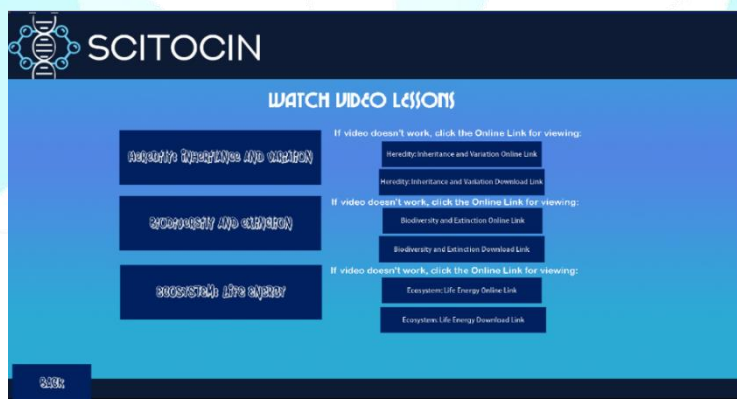 SCITOCIN
WATCH VIDEO LESSONS
If video doesn't work, click the Online Link for viewing:
HEREDITY: INHERITANCE AND VARIATION
Heredity: Inheritance and Variation Online Link
Heredity: Inheritance and Variation Download Link
If video doesn't work, click the Online Link for viewing:
BIODIVERSITY AND EXTINCTION
Biodiversity and Extinction Online Link
Biodiversity and Extinction Download Link
If video doesn't work, click the Online Link for viewing:
ECOSYSTEM: LIFE ENERGY
Ecosystem: Life Energy Online Link
Ecosystem: Life Energy Download Link
BACK